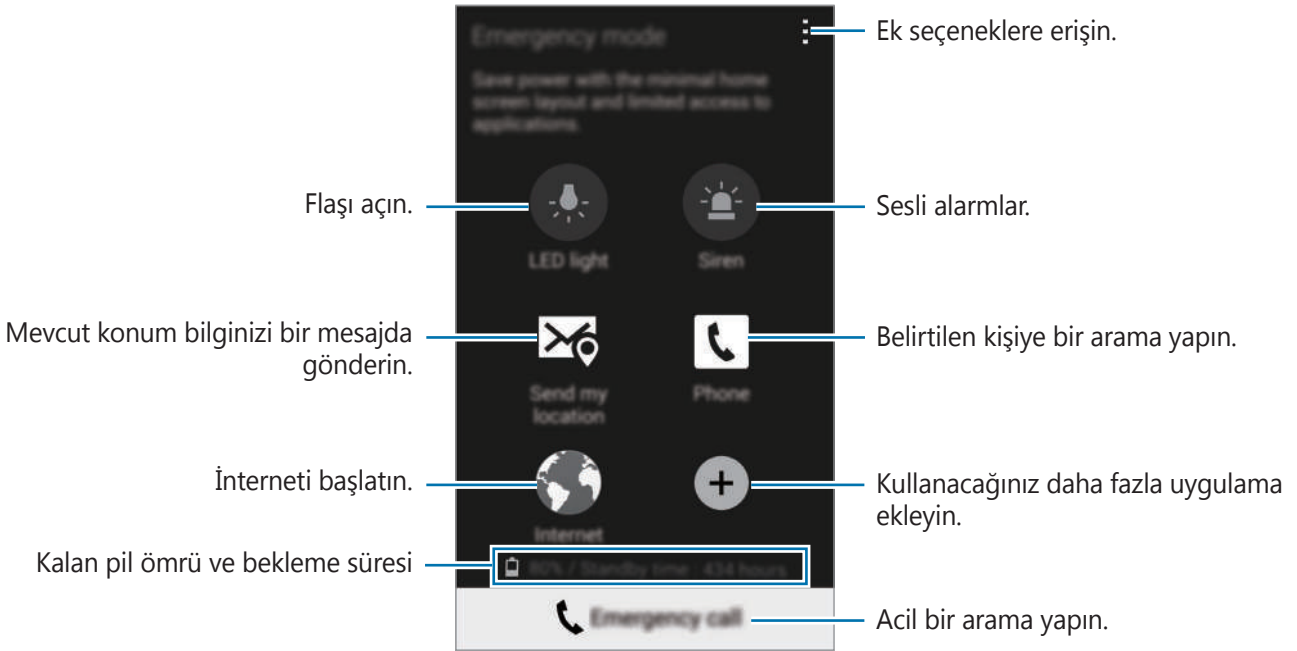 Emergency mode
Ek seçeneklere erişin.
Save power with the minimal home
screen layout and limited access to
applications.
Flaşı açın.
Sesli alarmlar.
LED light
Siren
Mevcut konum bilginizi bir mesajda
gönderin.
Belirtilen kişiye bir arama yapın.
Send my
location
Phone
İnterneti başlatın.
Kullanacağınız daha fazla uygulama
ekleyin.
Internet
Kalan pil ömrü ve bekleme süresi
80% / Standby time : 434 hours
Emergency call
Acil bir arama yapın.